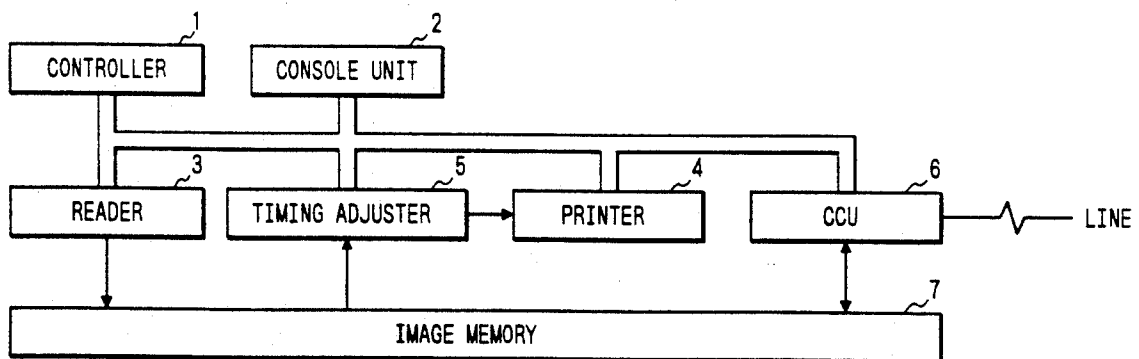 1
CONTROLLER
2
CONSOLE UNIT
3
READER
5
TIMING ADJUSTER
4
PRINTER
6
CCU
LINE
7
IMAGE MEMORY